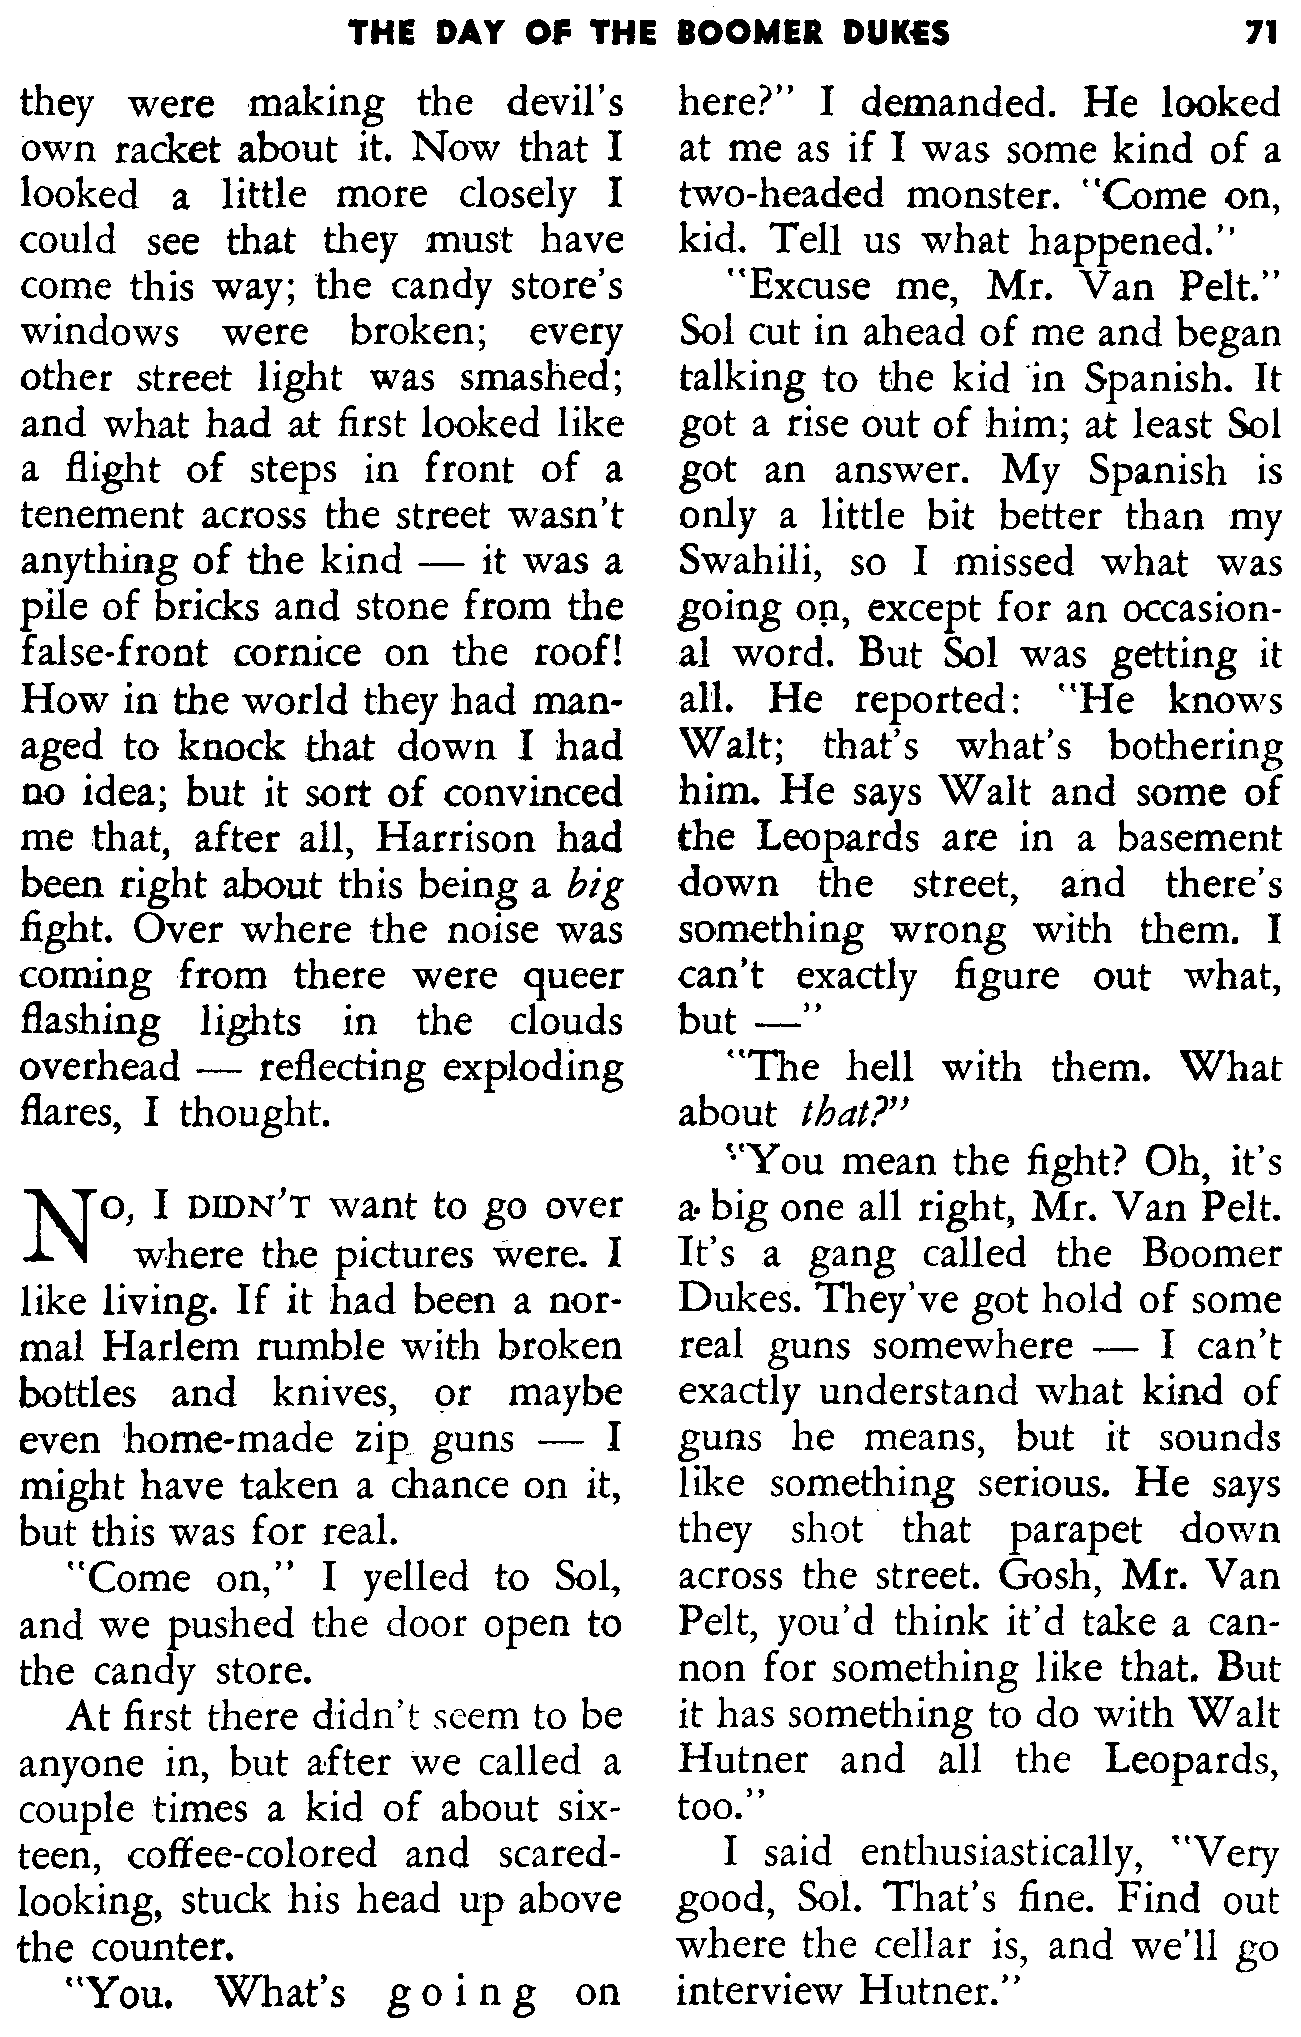 THE DAY OF THE BOOMER DUKES 71
they were making the devil's
own racket about it. Now that I
looked a little more closely I
could see that they must have
come this way; the candy store's
windows were broken; every
other street light was smashed;
and what had at first looked like
a flight of steps in front of a
tenement across the street wasn't
anything of the kind — it was a
pile of bricks and stone from the
false-front cornice on the roof!
How in the world they had man-
aged to knock that down I had
no idea; but it sort of convinced
me that, after all, Harrison had
been right about this being a big
fight. Over where the noise was
coming from there were queer
flashing lights in the clouds
overhead — reflecting exploding
flares, I thought.
NO, I DIDN'T want to go over
where the pictures were. I
like living. If it had been a nor-
mal Harlem rumble with broken
bottles and knives, or maybe
even home-made zip guns — I
might have taken a chance on it,
but this was for real.
"Come on," I yelled to Sol,
and we pushed the door open to
the candy store.
At first there didn't seem to be
anyone in, but after we called a
couple times a kid of about six-
teen, coffee-colored and scared-
looking, stuck his head up above
the counter.
"You. What's going on
here?" I demanded. He looked
at me as if I was some kind of a
two-headed monster. "Come on,
kid. Tell us what happened."
"Excuse me, Mr. Van Pelt."
Sol cut in ahead of me and began
talking to the kid in Spanish. It
got a rise out of him; at least Sol
got an answer. My Spanish is
only a little bit better than my
Swahili, so I missed what was
going on, except for an occasion-
al word. But Sol was getting it
all. He reported: "He knows
Walt; that's what's bothering
him. He says Walt and some of
the Leopards are in a basement
down the street, and there's
something wrong with them. I
can't exactly figure out what,
but —"
"The hell with them. What
about that?"
"You mean the fight? Oh, it's
a big one all right, Mr. Van Pelt.
It's a gang called the Boomer
Dukes. They've got hold of some
real guns somewhere — I can't
exactly understand what kind of
guns he means, but it sounds
like something serious. He says
they shot that parapet down
across the street. Gosh, Mr. Van
Pelt, you'd think it'd take a can-
non for something like that. But
it has something to do with Walt
Hutner and all the Leopards,
too."
I said enthusiastically, "Very
good, Sol. That's fine. Find out
where the cellar is, and we'll go
interview Hutner."